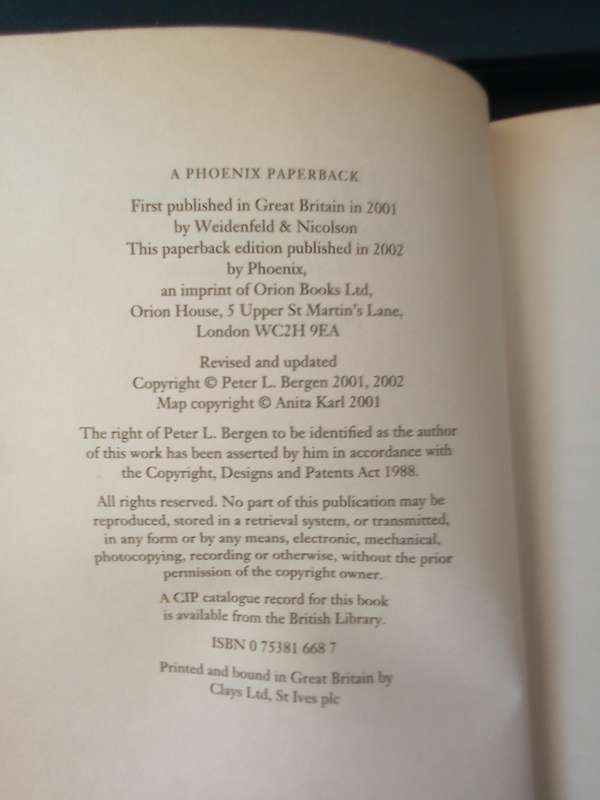 A PHOENIX PAPERBACK
First published in Great Britain in 2001
by Weidenfeld & Nicolson
This paperback edition published in 2002
by Phoenix,
an imprint of Orion Books Ltd,
Orion House, 5 Upper St Martin's Lane,
London WC2H 9EA
Revised and updated
Copyright © Peter L. Bergen 2001, 2002
Map copyright © Anita Karl 2001
The right of Peter L. Bergen to be identified as the author
of this work has been asserted by him in accordance with
the Copyright, Designs and Patents Act 1988.
All rights reserved. No part of this publication may be
reproduced, stored in a retrieval system, or transmitted,
in any form or by any means, electronic, mechanical,
photocopying, recording or otherwise, without the prior
permission of the copyright owner.
A CIP catalogue record for this book
is available from the British Library.
ISBN 0 75381 668 7
Printed and bound in Great Britain by
Clays Ltd, St Ives plc